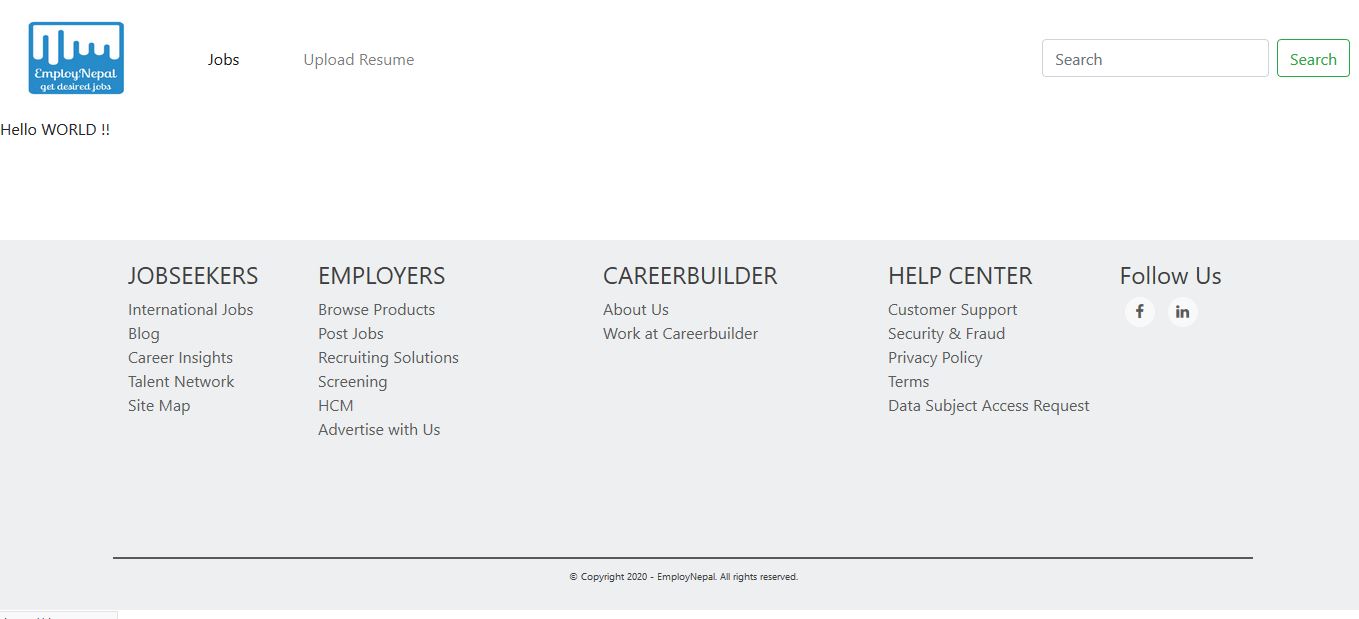 EmployNepal
get desired jobs
Jobs
Upload Resume
Search
Search
Hello WORLD !!
JOBSEEKERS
International Jobs
Blog
Career Insights
Talent Network
Site Map
EMPLOYERS
Browse Products
Post Jobs
Recruiting Solutions
Screening
HCM
Advertise with Us
CAREERBUILDER
About Us
Work at Careerbuilder
HELP CENTER
Customer Support
Security & Fraud
Privacy Policy
Terms
Data Subject Access Request
Follow Us
f
in
© Copyright 2020 - EmployNepal. All rights reserved.